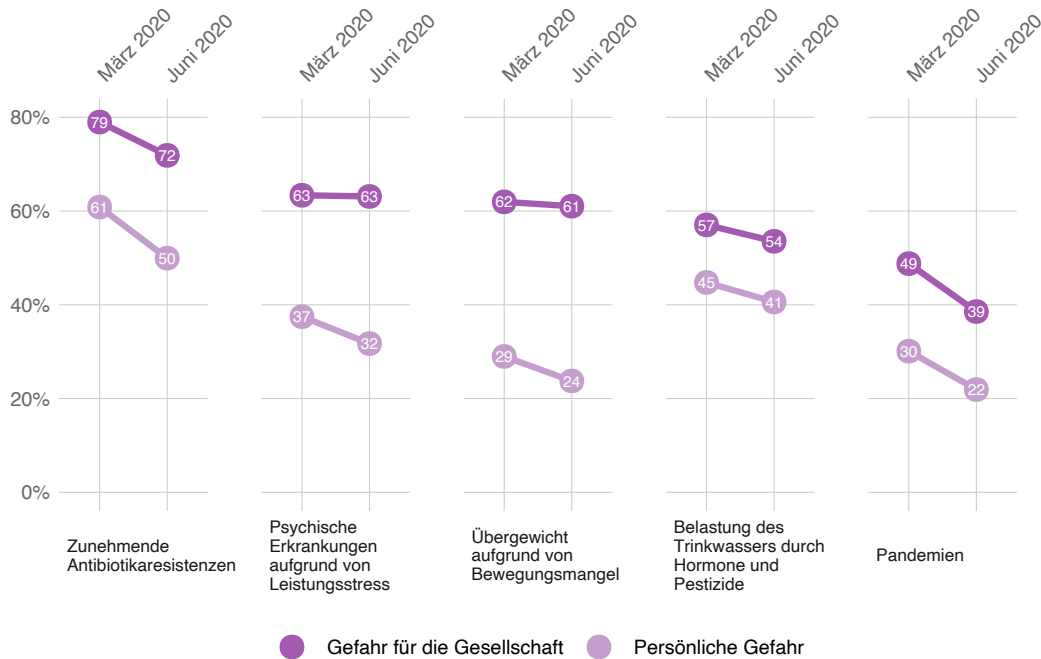 März 2020
Juni 2020
März 2020
Juni 2020
März 2020
Juni 2020
März 2020
Juni 2020
März 2020
Juni 2020
80%
60%
40%
20%
0%
79
72
61
50
63
63
37
32
62
61
29
24
57
54
45
41
49
39
30
22
Zunehmende
Antibiotikaresistenzen
Psychische
Erkrankungen
aufgrund von
Leistungsstress
Übergewicht
aufgrund von
Bewegungsmangel
Belastung des
Trinkwassers durch
Hormone und
Pestizide
Pandemien
Gefahr für die Gesellschaft
Persönliche Gefahr